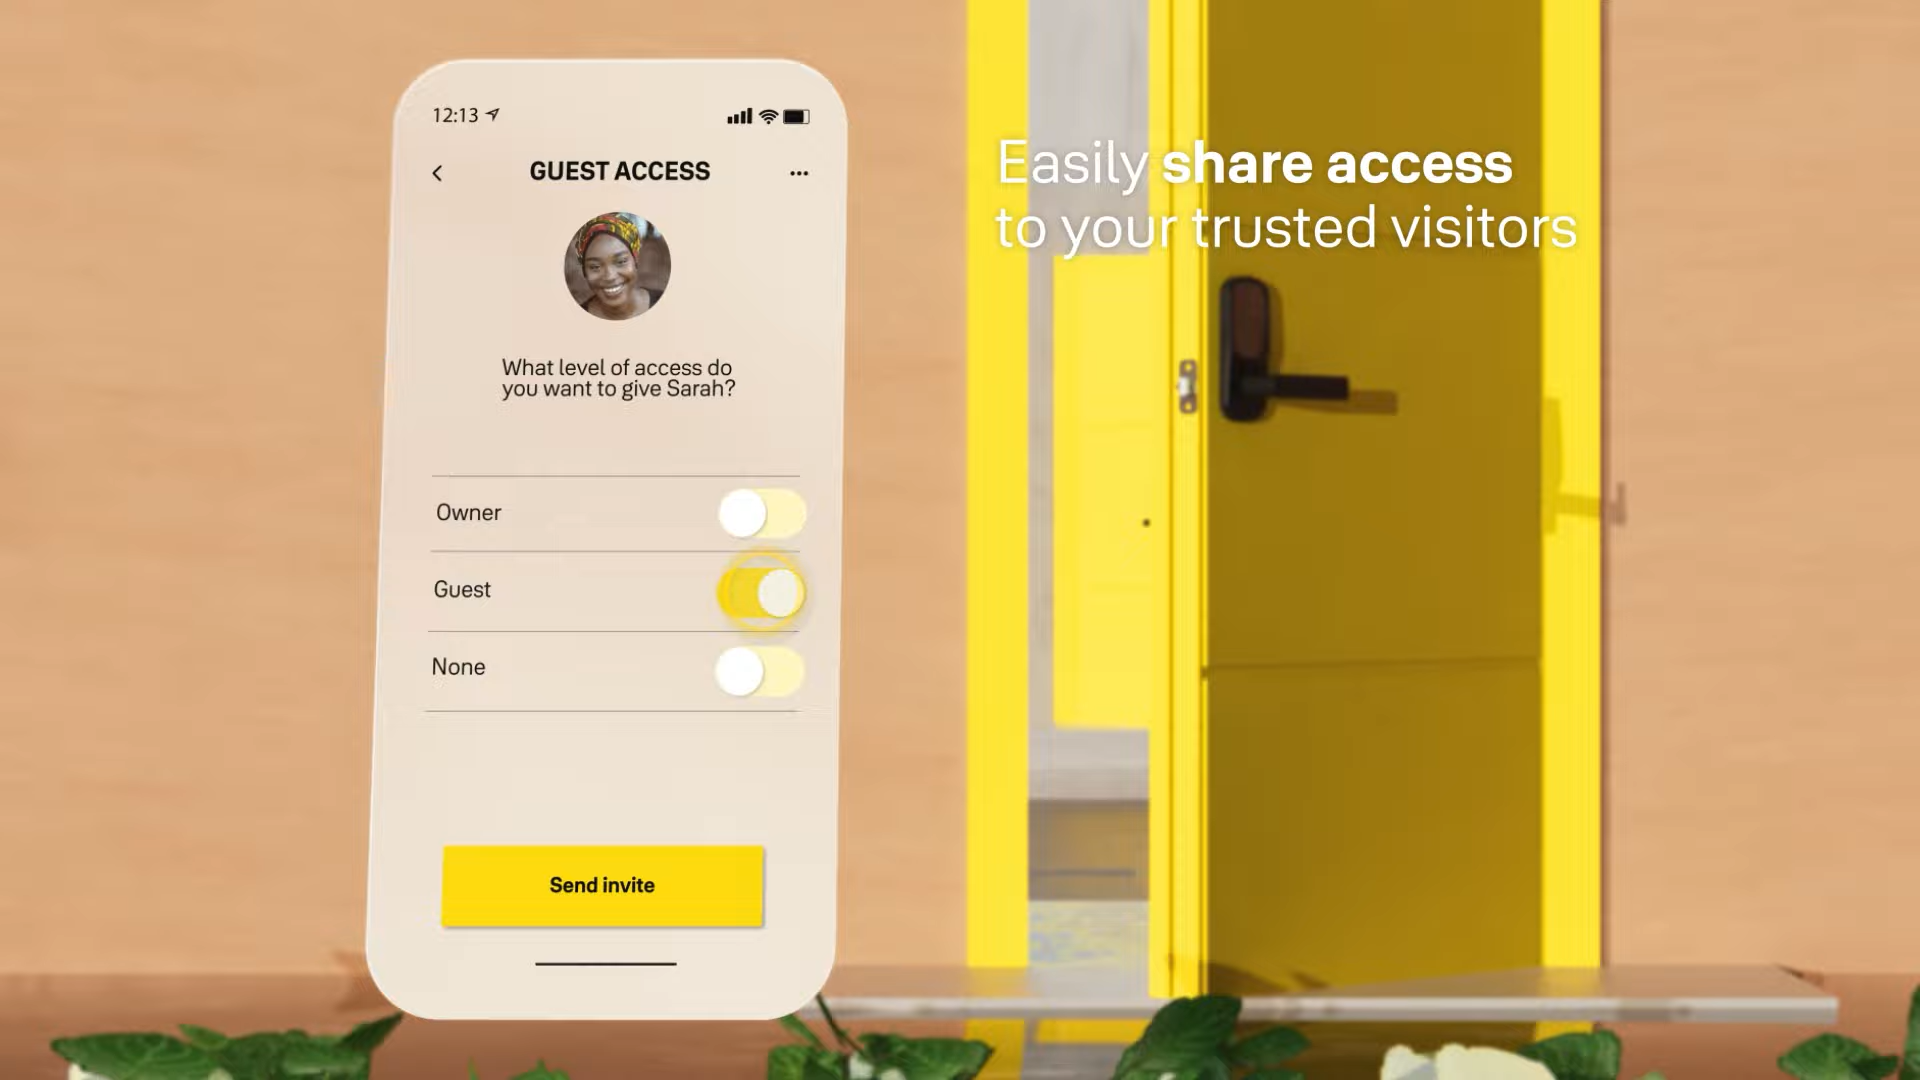 12:13
GUEST ACCESS
What level of access do
you want to give Sarah?
Owner
Guest
None
Send invite
Easily share access
to your trusted visitors